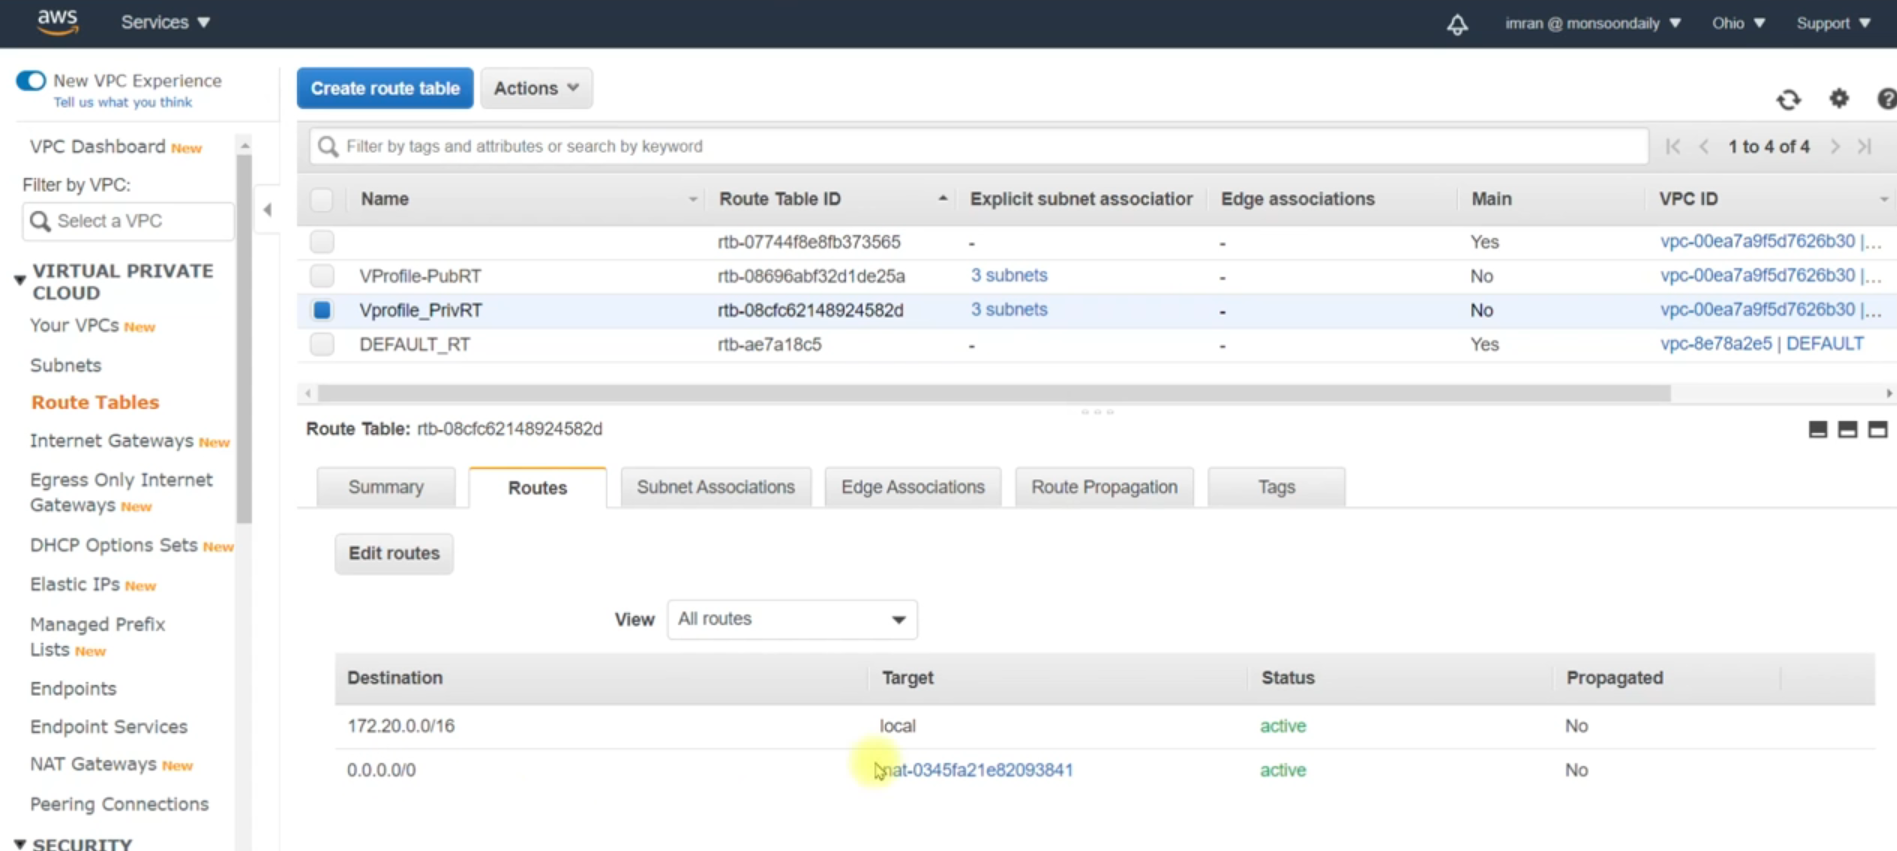 aws
Services
imran @ monsoondaily
Ohio
Support
New VPC Experience
Tell us what you think
VPC Dashboard New
Filter by VPC:
Select a VPC
VIRTUAL PRIVATE
CLOUD
Your VPCs New
Subnets
Route Tables
Internet Gateways New
Egress Only Internet
Gateways New
DHCP Options Sets New
Elastic IPs New
Managed Prefix
Lists New
Endpoints
Endpoint Services
NAT Gateways New
Peering Connections
SECURITY
Create route table
Actions
Filter by tags and attributes or search by keyword
1 to 4 of 4
Name Route Table ID Explicit subnet association Edge associations Main VPC ID
rtb-07744f8e8fb373565 - - Yes vpc-00ea7a9f5d7626b30 |...
VProfile-PubRT rtb-08696abf32d1de25a 3 subnets - No vpc-00ea7a9f5d7626b30 |...
Vprofile_PrivRT rtb-08cfc62148924582d 3 subnets - No vpc-00ea7a9f5d7626b30 |...
DEFAULT_RT rtb-ae7a18c5 - - Yes vpc-8e78a2e5 | DEFAULT
Route Table: rtb-08cfc62148924582d
Summary Routes Subnet Associations Edge Associations Route Propagation Tags
Edit routes
View All routes
Destination Target Status Propagated
172.20.0.0/16 local active No
0.0.0.0/0 nat-0345fa21e82093841 active No